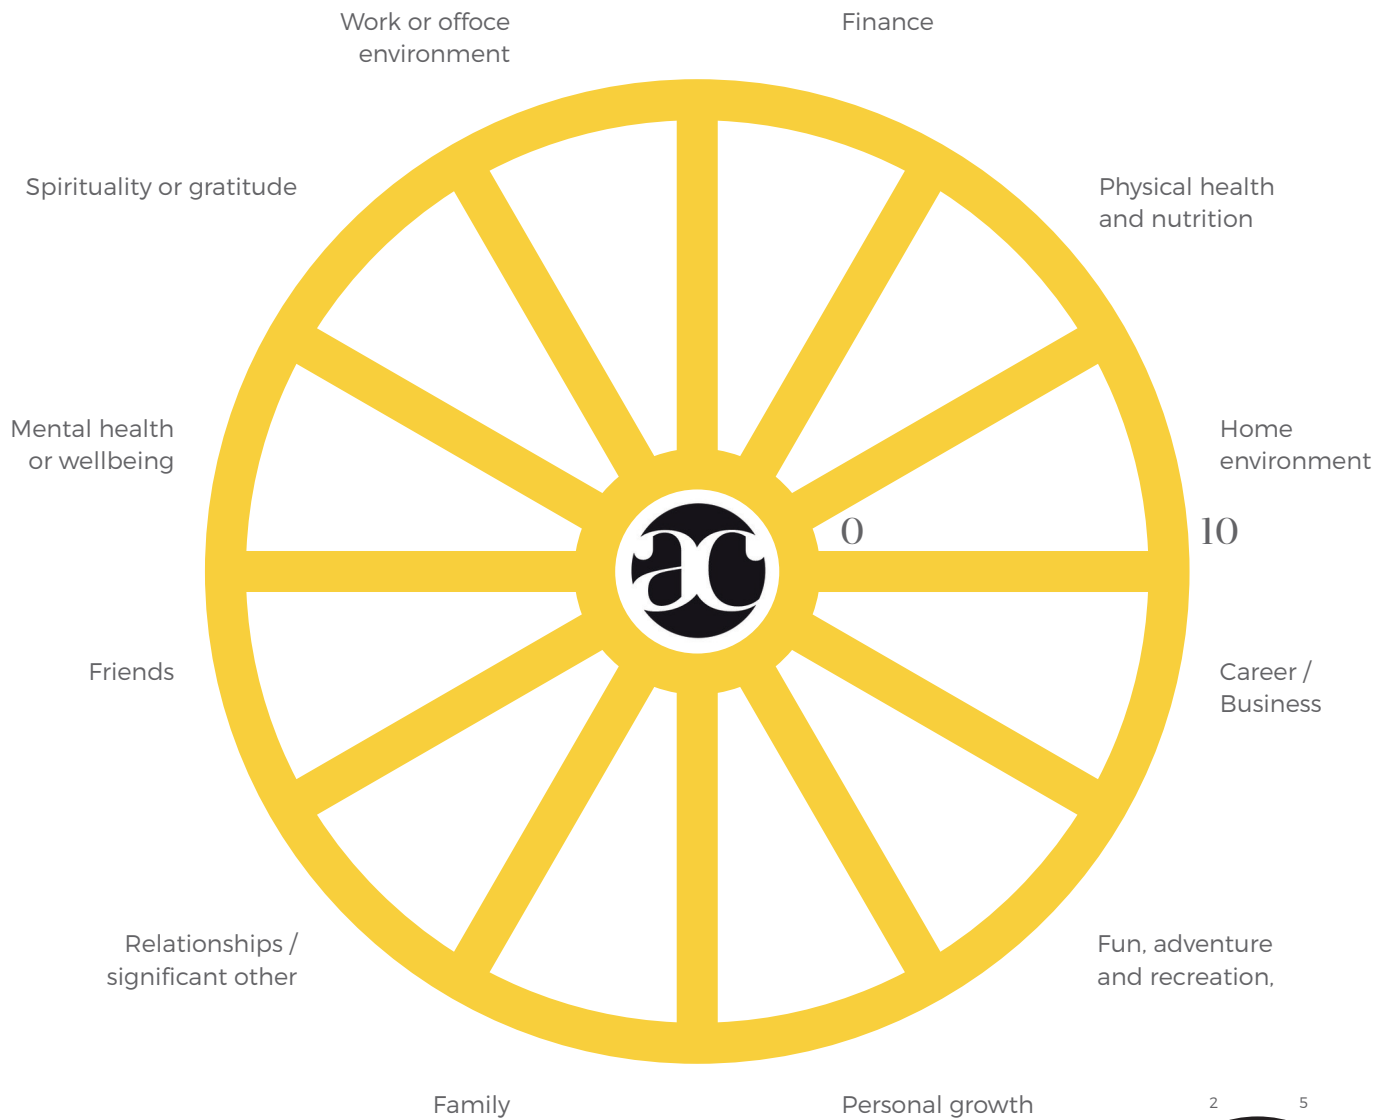 Work or offoce
environment
Finance
Spirituality or gratitude
Physical health
and nutrition
Mental health
or wellbeing
Home
environment
0
10
ac
Friends
Career /
Business
Relationships /
significant other
Fun, adventure
and recreation,
Family
Personal growth
2
5